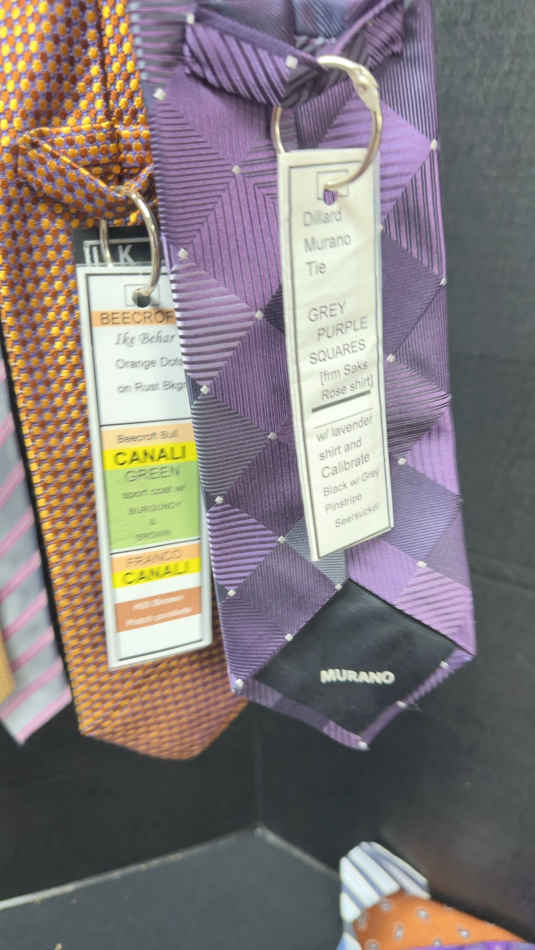 K
BEECROF
Ike Behar
Orange Dots
on Rust Bkgr
Beecroft Bull
CANALI
GREEN
sport coat w/
BURGUNDY
&
BROWN
FRANCO
CANALI
Dillard
Murano
Tie
GREY
PURPLE
SQUARES
[frm Saks
Rose shirt]
w/ lavender
shirt and
Calibrate
Black w/ Grey
Pinstripe
Seersucker
MURANO